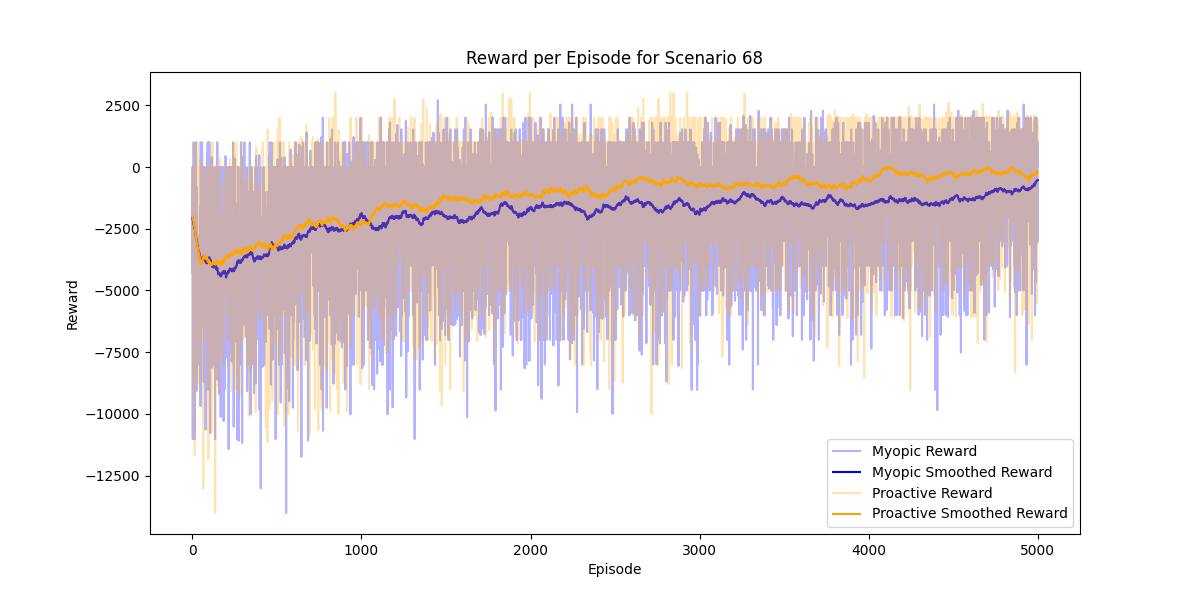 Reward per Episode for Scenario 68
Reward
2500
0
−2500
−5000
−7500
−10000
−12500
Myopic Reward
Myopic Smoothed Reward
Proactive Reward
Proactive Smoothed Reward
0 1000 2000 3000 4000 5000
Episode